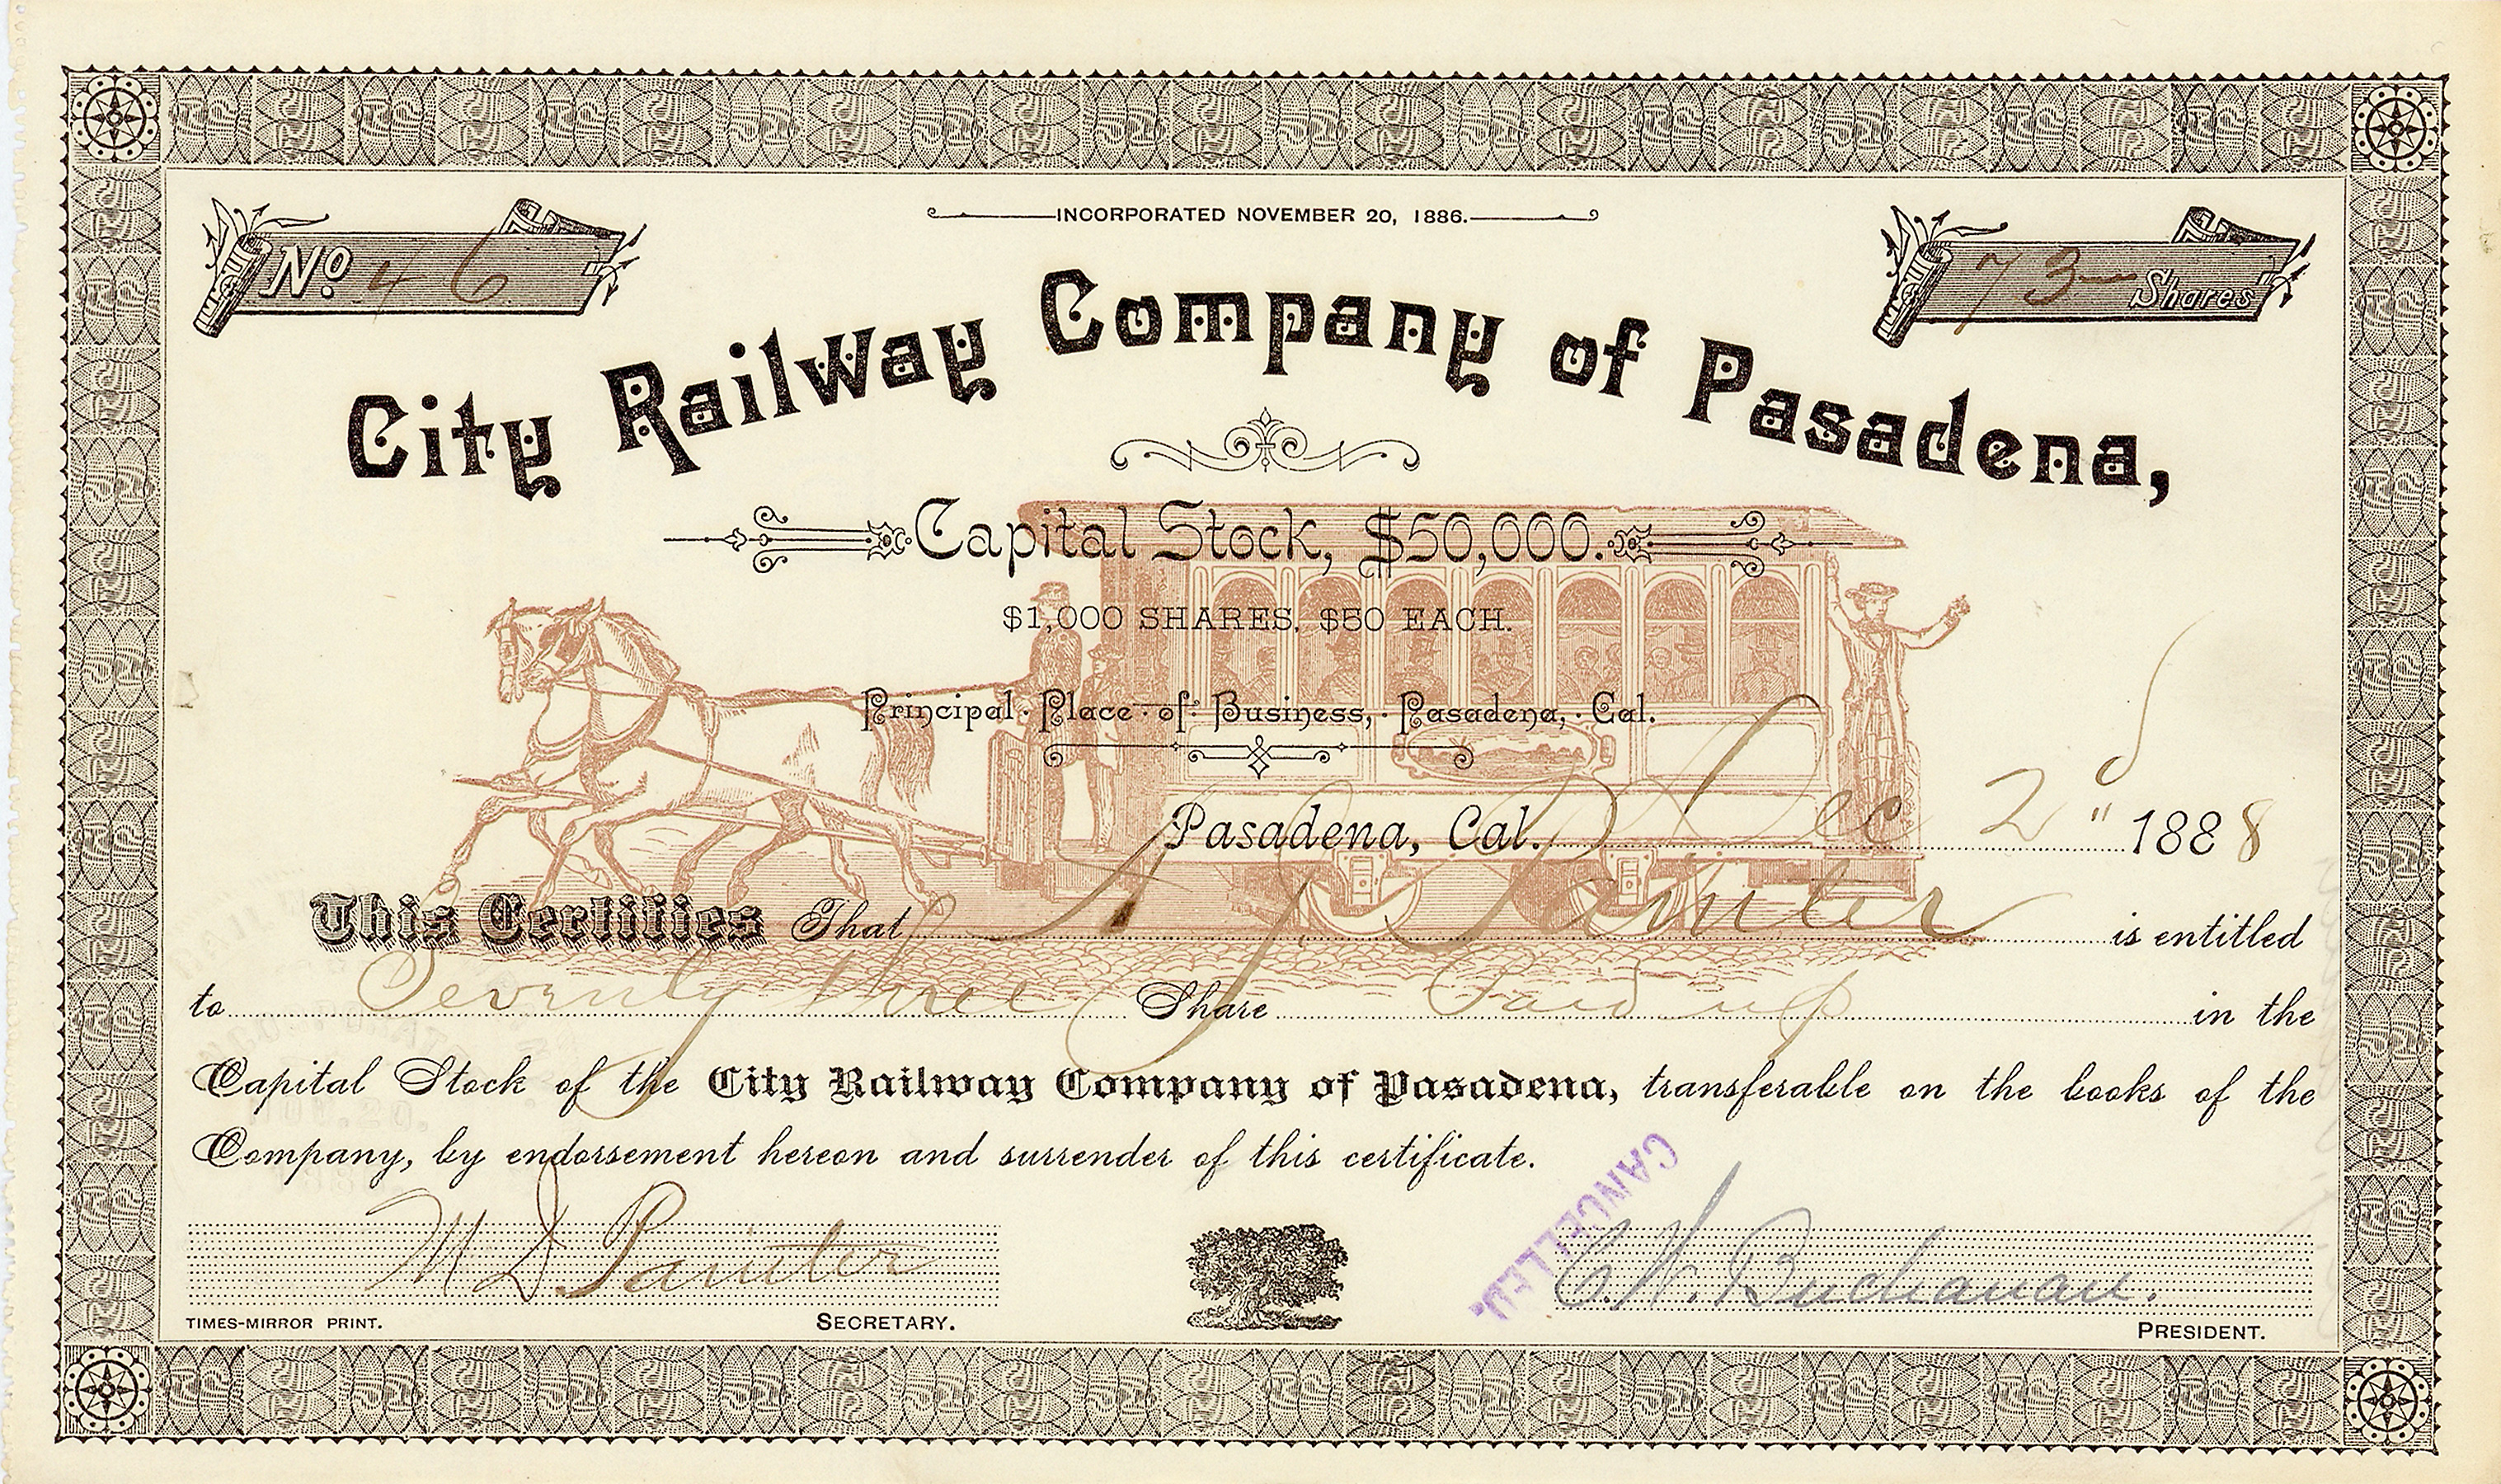 INCORPORATED NOVEMBER 20, 1886.
No. 46
73 Shares
City Railway Company of Pasadena,
Capital Stock, $50,000.
$1,000 SHARES, $50 EACH.
Principal Place of Business, Pasadena, Cal.
Pasadena, Cal. Dec 2d 1888
This Certifies That A J Painter is entitled
to Seventy three Share Paid up in the
Capital Stock of the City Railway Company of Pasadena, transferable on the books of the
Company, by endorsement hereon and surrender of this certificate.
CANCELLED.
M D Painter
C. W. Buchanan.
TIMES-MIRROR PRINT.
SECRETARY.
PRESIDENT.